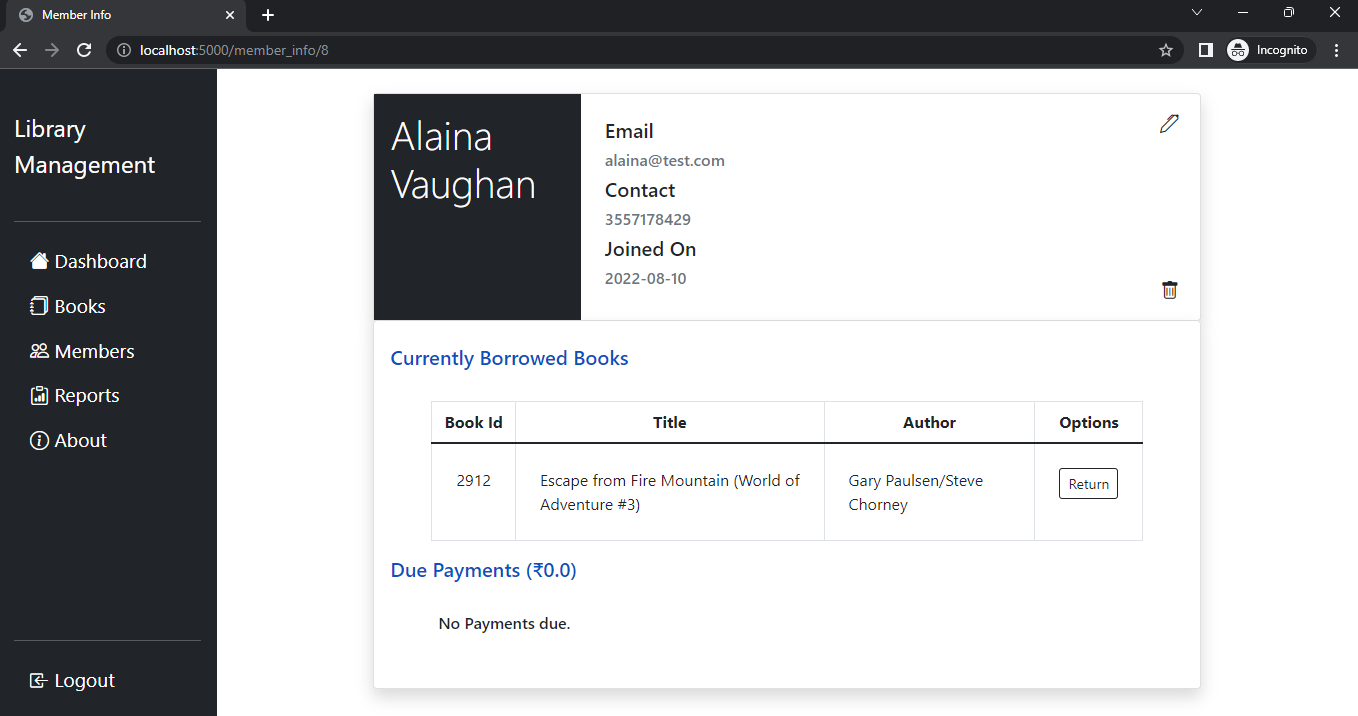 Member Info
localhost:5000/member_info/8
Incognito
Library
Management
Dashboard
Books
Members
Reports
About
Logout
Alaina
Vaughan
Email
alaina@test.com
Contact
3557178429
Joined On
2022-08-10
Currently Borrowed Books
Book Id Title Author Options
2912 Escape from Fire Mountain (World of Gary Paulsen/Steve Return
Adventure #3) Chorney
Due Payments (₹0.0)
No Payments due.